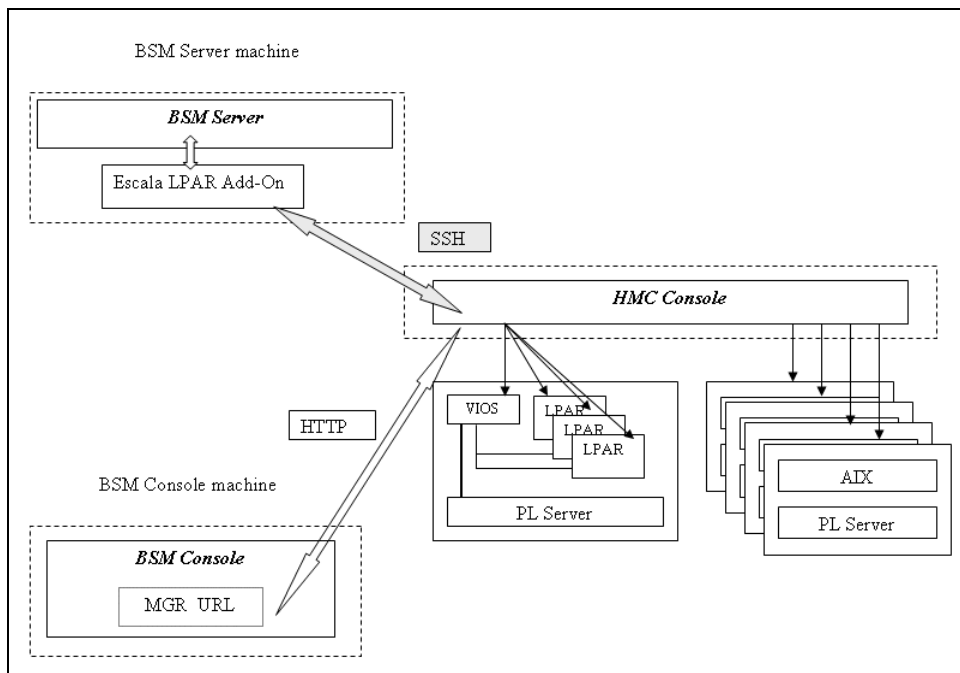 BSM Server machine
BSM Server
Escala LPAR Add-On
SSH
HMC Console
VIOS
LPAR
LPAR
LPAR
PL Server
AIX
PL Server
HTTP
BSM Console machine
BSM Console
MGR URL